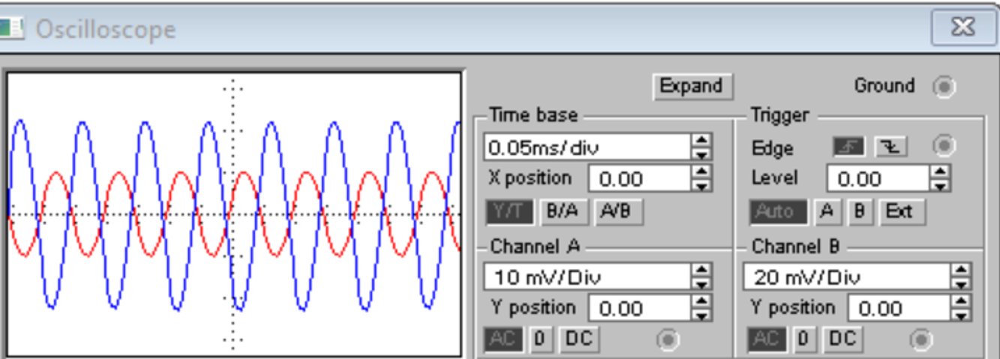 Oscilloscope
Expand
Ground
Time base
0.05ms/div
X position 0.00
Y/T B/A A/B
Trigger
Edge
Level 0.00
Auto A B Ext
Channel A
10 mV/Div
Y position 0.00
AC 0 DC
Channel B
20 mV/Div
Y position 0.00
AC 0 DC